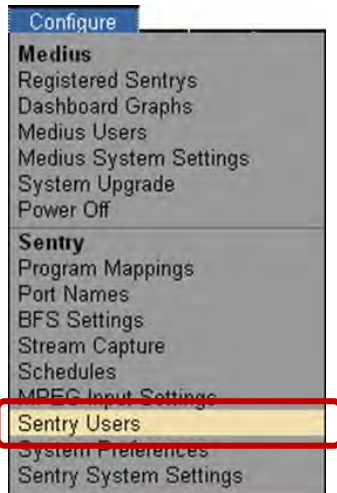 Configure
Medius
Registered Sentrys
Dashboard Graphs
Medius Users
Medius System Settings
System Upgrade
Power Off
Sentry
Program Mappings
Port Names
BFS Settings
Stream Capture
Schedules
MPEG Input Settings
Sentry Users
System Preferences
Sentry System Settings